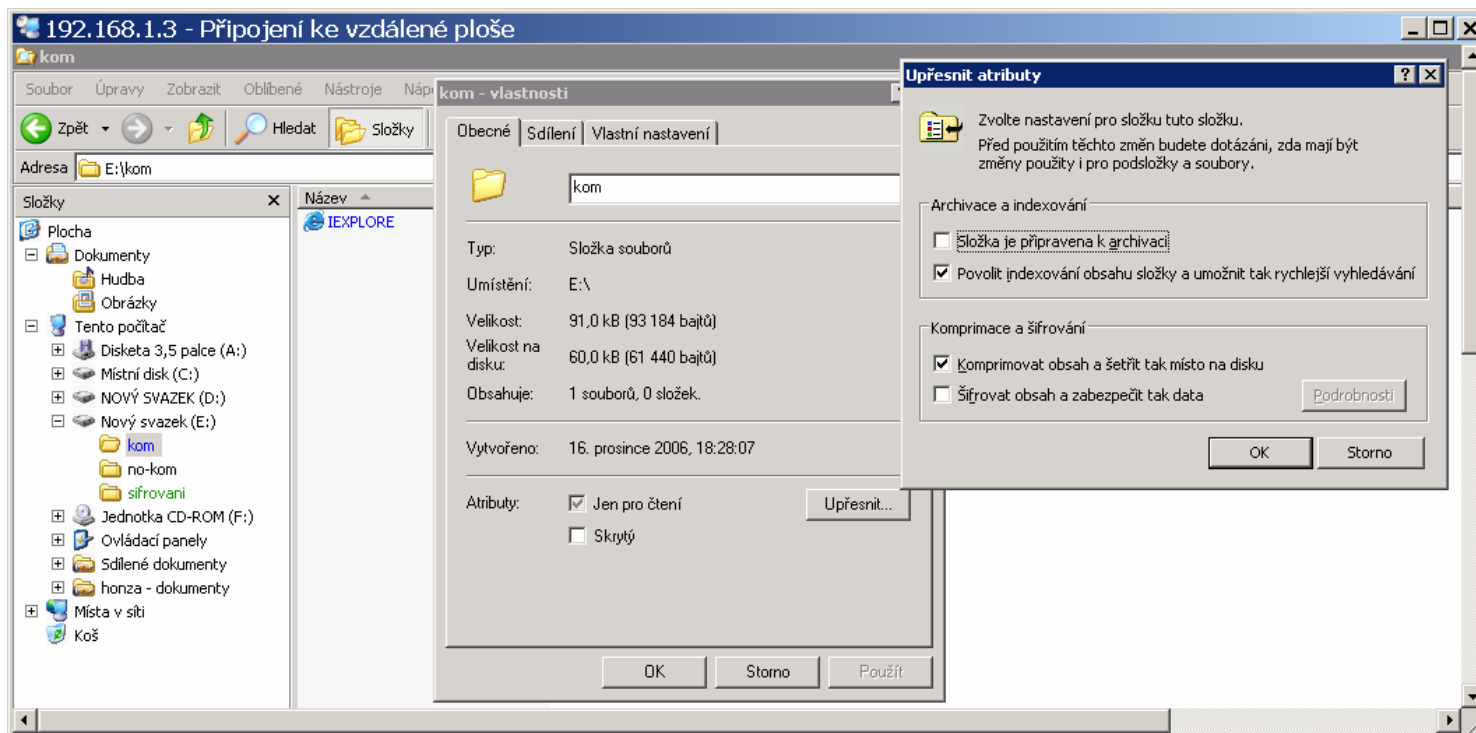 192.168.1.3 - Připojení ke vzdálené ploše
kom
Soubor Úpravy Zobrazit Oblíbené Nástroje
Zpět Hledat Složky
Adresa E:\kom
Složky
Plocha
Dokumenty
Hudba
Obrázky
Tento počítač
Disketa 3,5 palce (A:)
Místní disk (C:)
NOVÝ SVAZEK (D:)
Nový svazek (E:)
kom
no-kom
sifrovani
Jednotka CD-ROM (F:)
Ovládací panely
Sdílené dokumenty
honza - dokumenty
Místa v síti
Koš
Název
IEXPLORE
kom - vlastnosti
Obecné Sdílení Vlastní nastavení
kom
Typ: Složka souborů
Umístění: E:\
Velikost: 91,0 kB (93 184 bajtů)
Velikost na
disku: 60,0 kB (61 440 bajtů)
Obsahuje: 1 souborů, 0 složek.
Vytvořeno: 16. prosince 2006, 18:28:07
Atributy: Jen pro čtení Upřesnit...
Skrytý
OK Storno Použít
Upřesnit atributy
Zvolte nastavení pro složku tuto složku.
Před použitím těchto změn budete dotázáni, zda mají být
změny použity i pro podsložky a soubory.
Archivace a indexování
Složka je připravena k archivaci
Povolit indexování obsahu složky a umožnit tak rychlejší vyhledávání
Komprimace a šifrování
Komprimovat obsah a šetřit tak místo na disku
Šifrovat obsah a zabezpečit tak data Podrobnosti
OK Storno